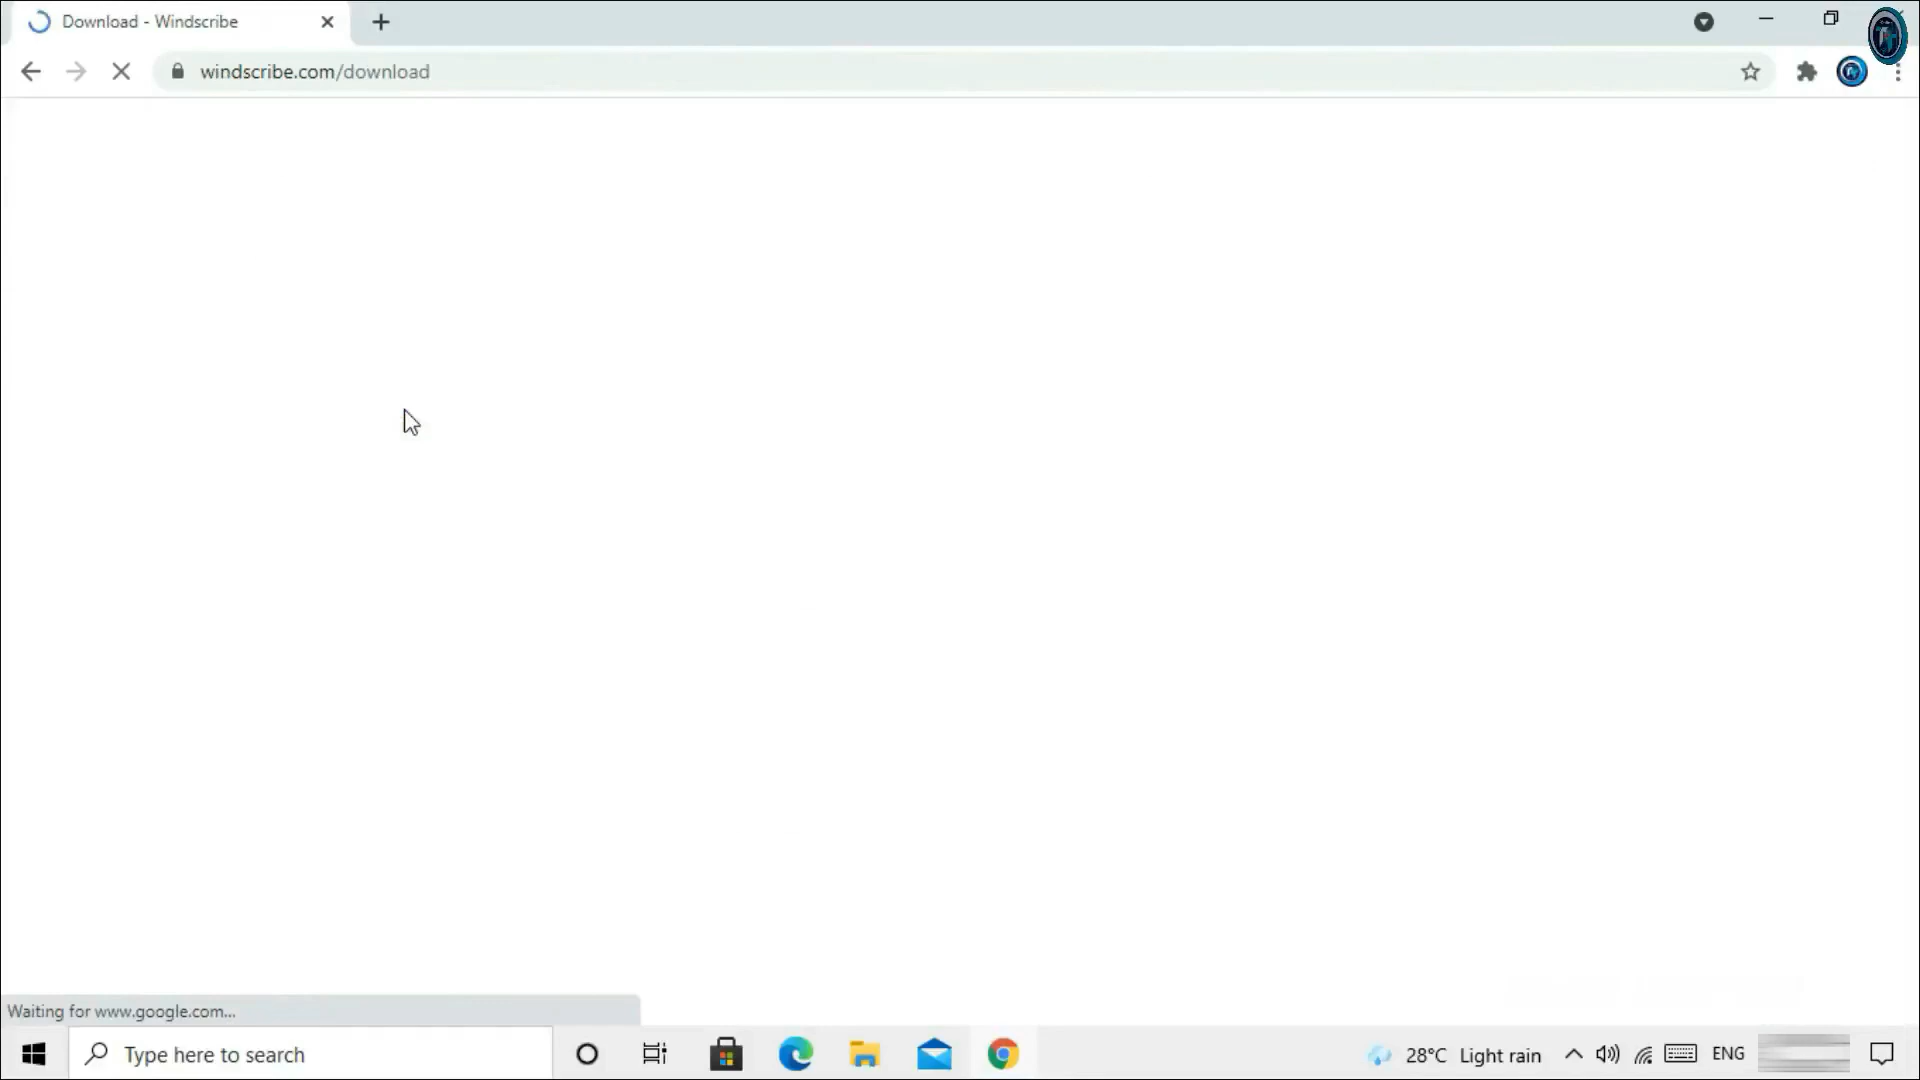 Download - Windscribe
windscribe.com/download
Waiting for www.google.com...
Type here to search
28°C Light rain
ENG